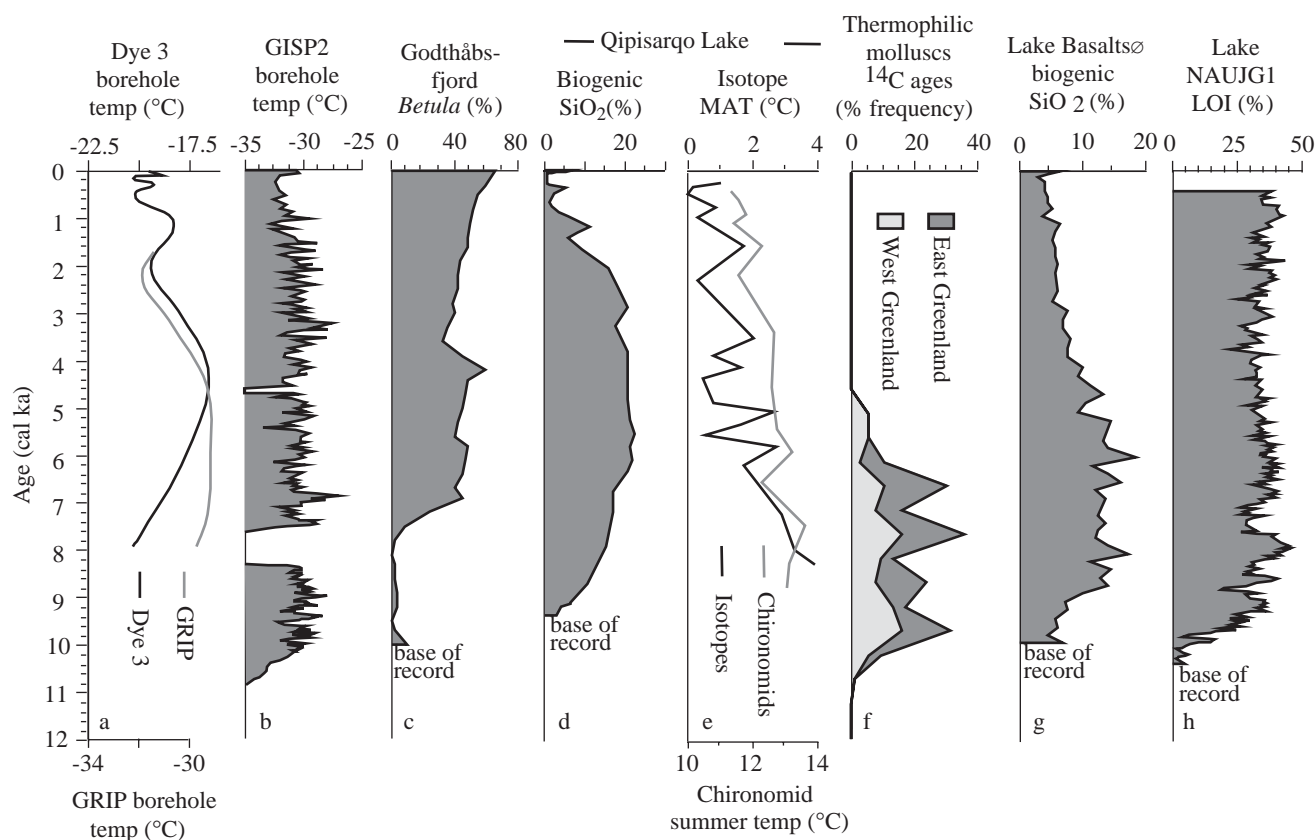 Dye 3
borehole
temp (°C)
-22.5 -17.5
GISP2
borehole
temp (°C)
-35 -30 -25
Godthåbs-
fjord
Betula (%)
0 40 80
Qipisarqo Lake
Biogenic
SiO2(%)
0 10 20
Isotope
MAT (°C)
0 1 2 3 4
Thermophilic
molluscs
14C ages
(% frequency)
0 20 40
Lake Basaltsø
biogenic
SiO 2 (%)
0 10 20
Lake
NAUJG1
LOI (%)
0 25 50
Age (cal ka)
0
1
2
3
4
5
6
7
8
9
10
11
12
Dye 3
GRIP
a
-34 -30
GRIP borehole
temp (°C)
b
base of
record
c
base of
record
d
Isotopes
Chironomids
e
10 12 14
Chironomid
summer temp (°C)
West Greenland
East Greenland
f
base of
record
g
base of
record
h